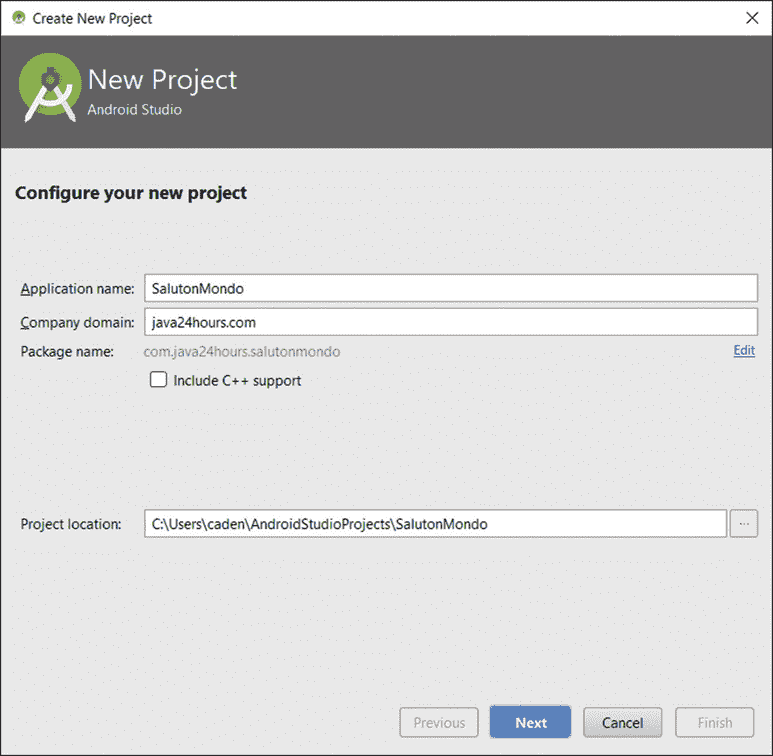 Create New Project
New Project
Android Studio
Configure your new project
Application name: SalutonMondo
Company domain: java24hours.com
Package name: com.java24hours.salutonmondo Edit
Include C++ support
Project location: C:\Users\caden\AndroidStudioProjects\SalutonMondo ...
Previous Next Cancel Finish